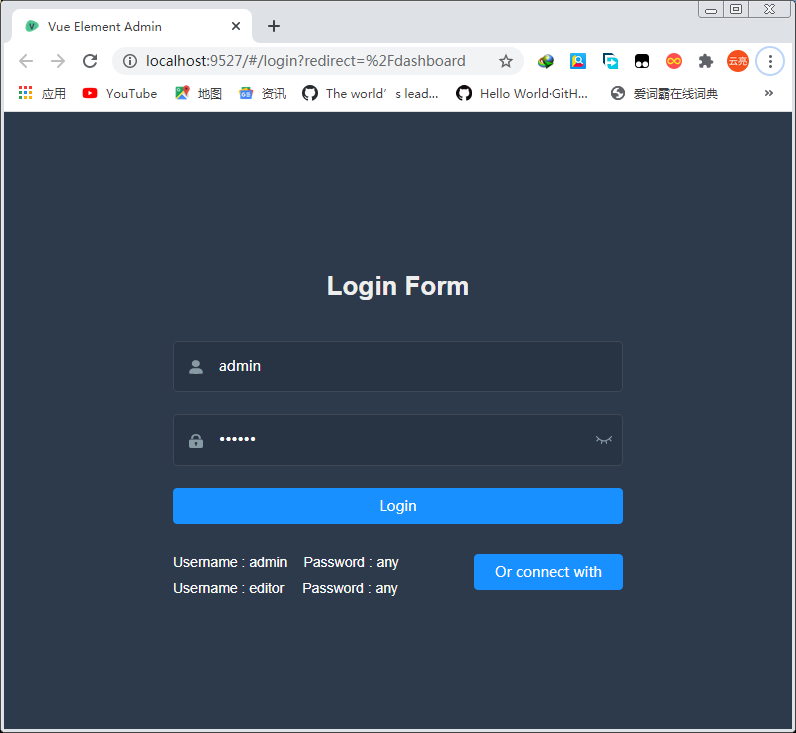 Vue Element Admin
localhost:9527/#/login?redirect=%2Fdashboard
云亮
应用 YouTube 地图 资讯 The world’s lead... Hello World·GitH... 爱词霸在线词典 »
Login Form
admin
••••••
Login
Username : admin Password : any
Or connect with
Username : editor Password : any